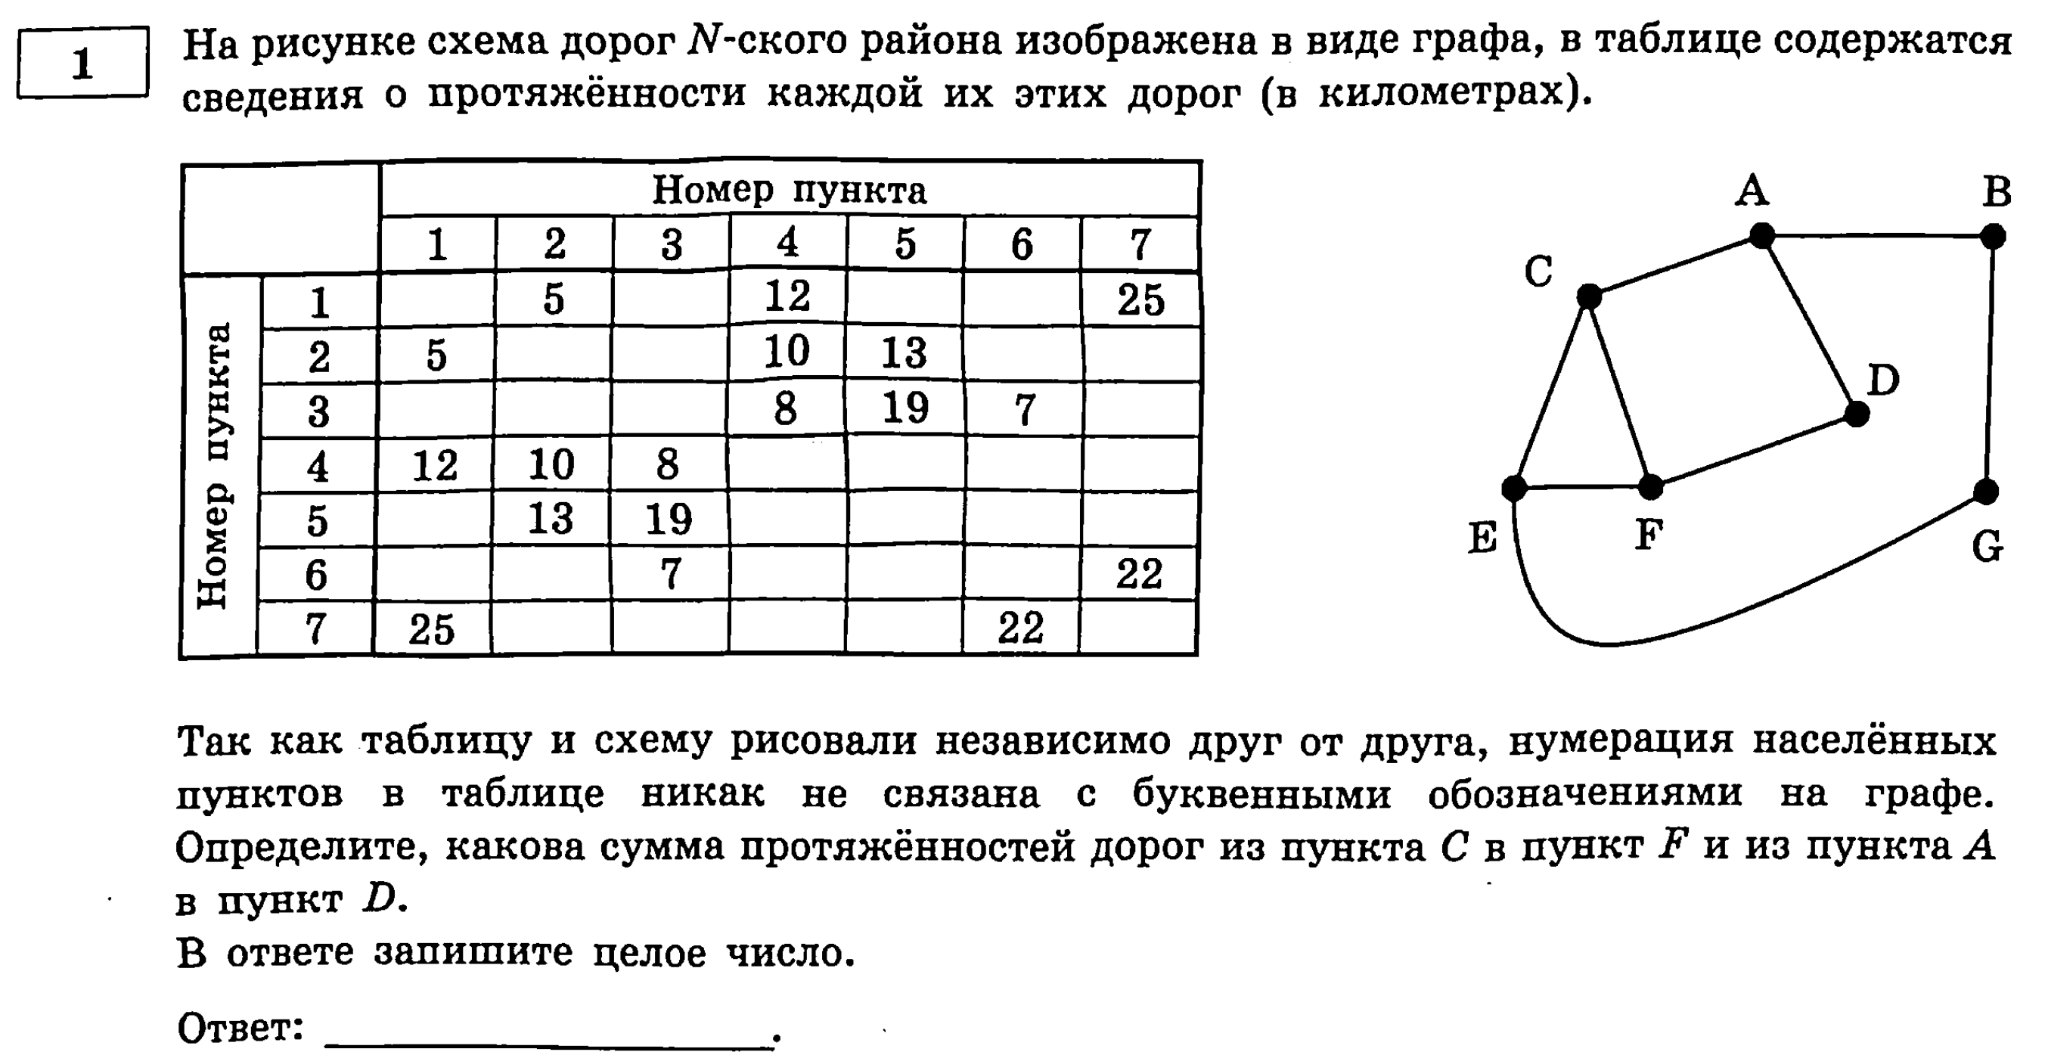 1
На рисунке схема дорог N-ского района изображена в виде графа, в таблице содержатся
сведения о протяжённости каждой их этих дорог (в километрах).
Номер пункта
1 2 3 4 5 6 7
Номер пункта
1 5 12 25
2 5 10 13
3 8 19 7
4 12 10 8
5 13 19
6 7 22
7 25 22
A B
C
D
E F G
Так как таблицу и схему рисовали независимо друг от друга, нумерация населённых
пунктов в таблице никак не связана с буквенными обозначениями на графе.
Определите, какова сумма протяжённостей дорог из пункта C в пункт F и из пункта A
в пункт D.
В ответе запишите целое число.
Ответ: ____________________.